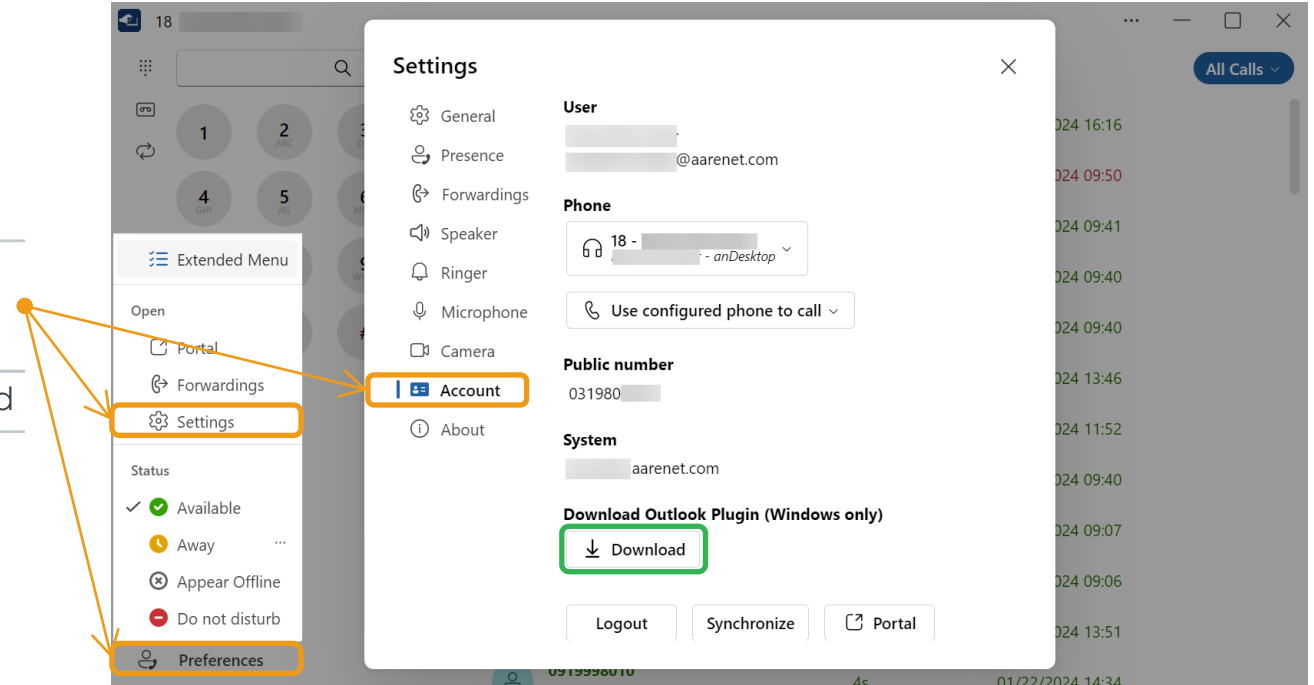 18
All Calls
1
2
ABC
4
GHI
5
JKL
#
d
Extended Menu
Open
Portal
Forwardings
Settings
Status
Available
Away
...
Appear Offline
Do not disturb
Preferences
Settings
General
Presence
Forwardings
Speaker
Ringer
Microphone
Camera
Account
About
User
@aarenet.com
Phone
18 -
- anDesktop
Use configured phone to call
Public number
031980
System
aarenet.com
Download Outlook Plugin (Windows only)
Download
Logout
Synchronize
Portal
024 16:16
024 09:50
024 09:41
024 09:40
024 09:40
024 13:46
024 11:52
024 09:40
024 09:07
024 09:06
024 13:51
0919998010
4s
01/22/2024 14:34